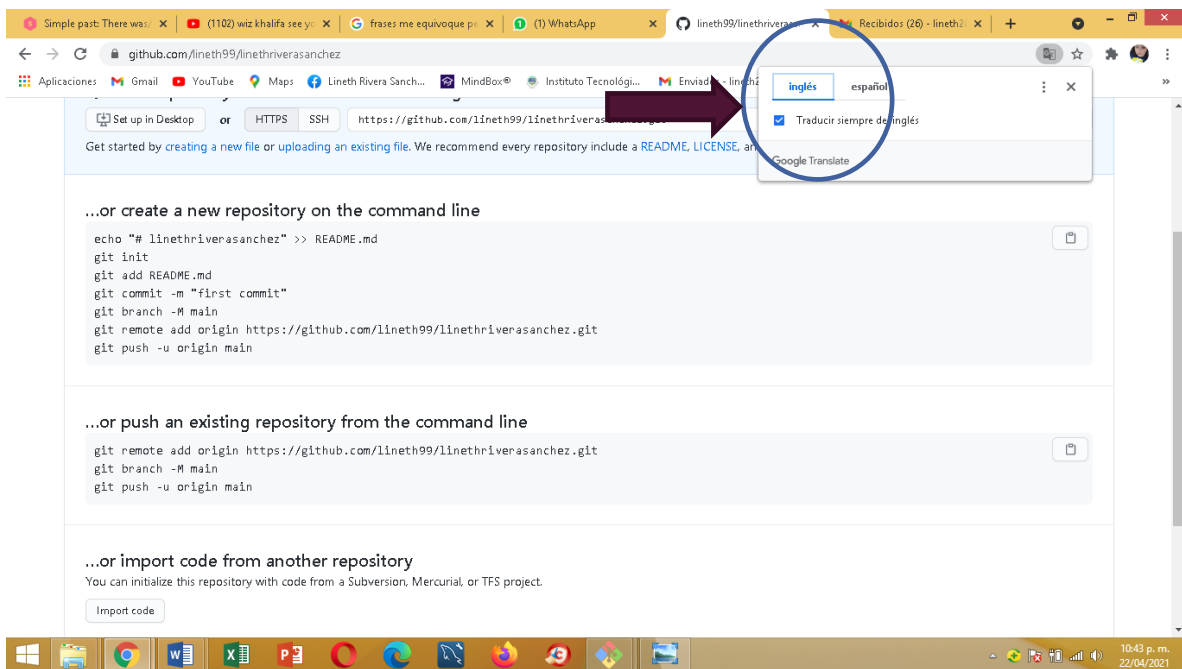 Simple past: There was/
(1102) wiz khalifa see yo
frases me equivoque pe
(1) WhatsApp
lineth99/linethriverasan
Recibidos (26) - lineth2
github.com/lineth99/linethriverasanchez
Aplicaciones
Gmail
YouTube
Maps
Lineth Rivera Sanch...
MindBox®
Instituto Tecnológi...
Enviados - lineth2
»
inglés
español
Traducir siempre de inglés
Google Translate
Set up in Desktop
or
HTTPS
SSH
https://github.com/lineth99/linethriverasanchez.git
Get started by creating a new file or uploading an existing file. We recommend every repository include a README, LICENSE, an
...or create a new repository on the command line
echo "# linethriverasanchez" >> README.md
git init
git add README.md
git commit -m "first commit"
git branch -M main
git remote add origin https://github.com/lineth99/linethriverasanchez.git
git push -u origin main
...or push an existing repository from the command line
git remote add origin https://github.com/lineth99/linethriverasanchez.git
git branch -M main
git push -u origin main
...or import code from another repository
You can initialize this repository with code from a Subversion, Mercurial, or TFS project.
Import code
10:43 p. m.
22/04/2021